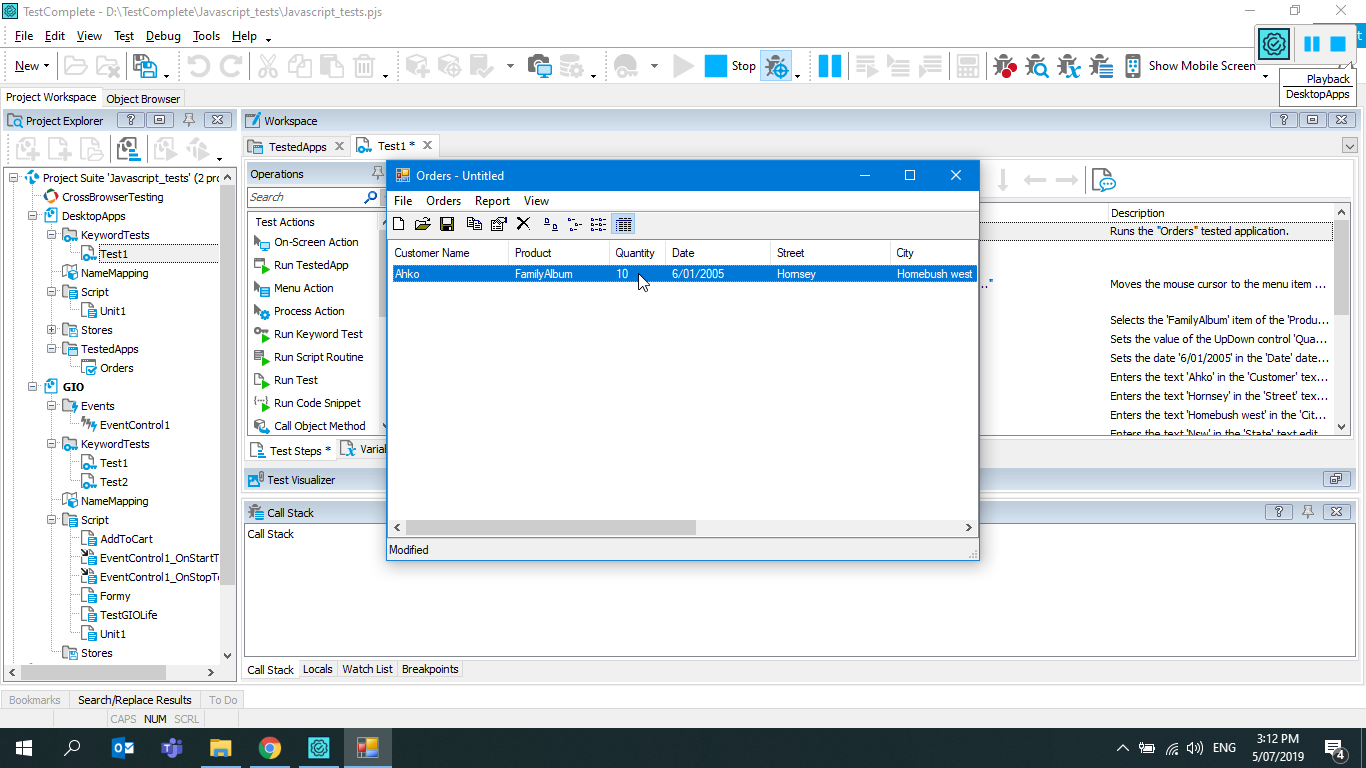 TestComplete - D:\TestComplete\Javascript_tests\Javascript_tests.pjs
File Edit View Test Debug Tools Help
New Stop Show Mobile Screen
Playback
DesktopApps
Project Workspace Object Browser
Project Explorer
Workspace
TestedApps Test1 *
Project Suite 'Javascript_tests' (2 pro
CrossBrowserTesting
DesktopApps
KeywordTests
Test1
NameMapping
Script
Unit1
Stores
TestedApps
Orders
GIO
Events
EventControl1
KeywordTests
Test1
Test2
NameMapping
Script
AddToCart
EventControl1_OnStartT
EventControl1_OnStopTe
Formy
TestGIOLife
Unit1
Stores
Operations
Search
Test Actions
On-Screen Action
Run TestedApp
Menu Action
Process Action
Run Keyword Test
Run Script Routine
Run Test
Run Code Snippet
Call Object Method
Test Steps * Variab
Orders - Untitled
File Orders Report View
Customer Name Product Quantity Date Street City
Ahko FamilyAlbum 10 6/01/2005 Hornsey Homebush west
Modified
Description
Runs the "Orders" tested application.
..." Moves the mouse cursor to the menu item ...
Selects the 'FamilyAlbum' item of the 'Produ...
Sets the value of the UpDown control 'Qua...
Sets the date '6/01/2005' in the 'Date' date...
Enters the text 'Ahko' in the 'Customer' tex...
Enters the text 'Hornsey' in the 'Street' tex...
Enters the text 'Homebush west' in the 'Cit...
Enters the text 'Nsw' in the 'State' text edit
Test Visualizer
Call Stack
Call Stack
Call Stack Locals Watch List Breakpoints
Bookmarks Search/Replace Results To Do
CAPS NUM SCRL
ENG
3:12 PM
5/07/2019
4